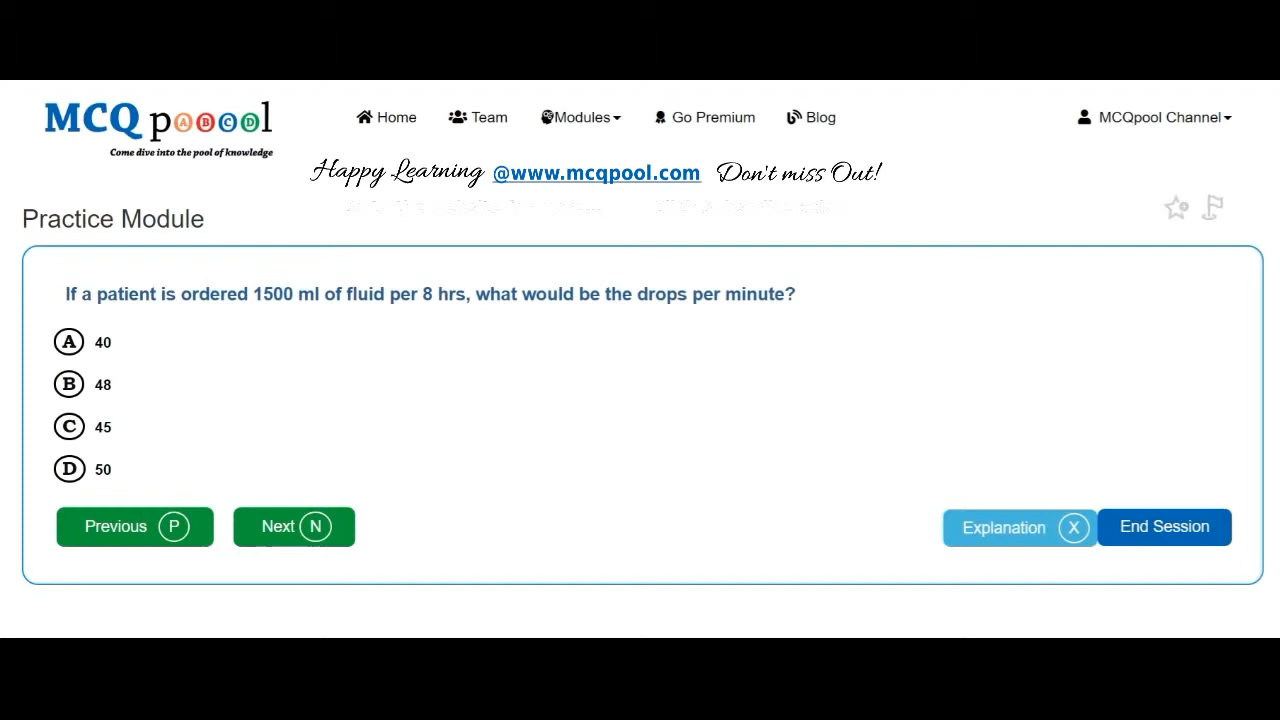 MCQ pooool
Come dive into the pool of knowledge
Home Team Modules Go Premium Blog MCQpool Channel
Happy Learning @www.mcqpool.com Don't miss Out!
Practice Module
If a patient is ordered 1500 ml of fluid per 8 hrs, what would be the drops per minute?
A 40
B 48
C 45
D 50
Previous P Next N Explanation X End Session